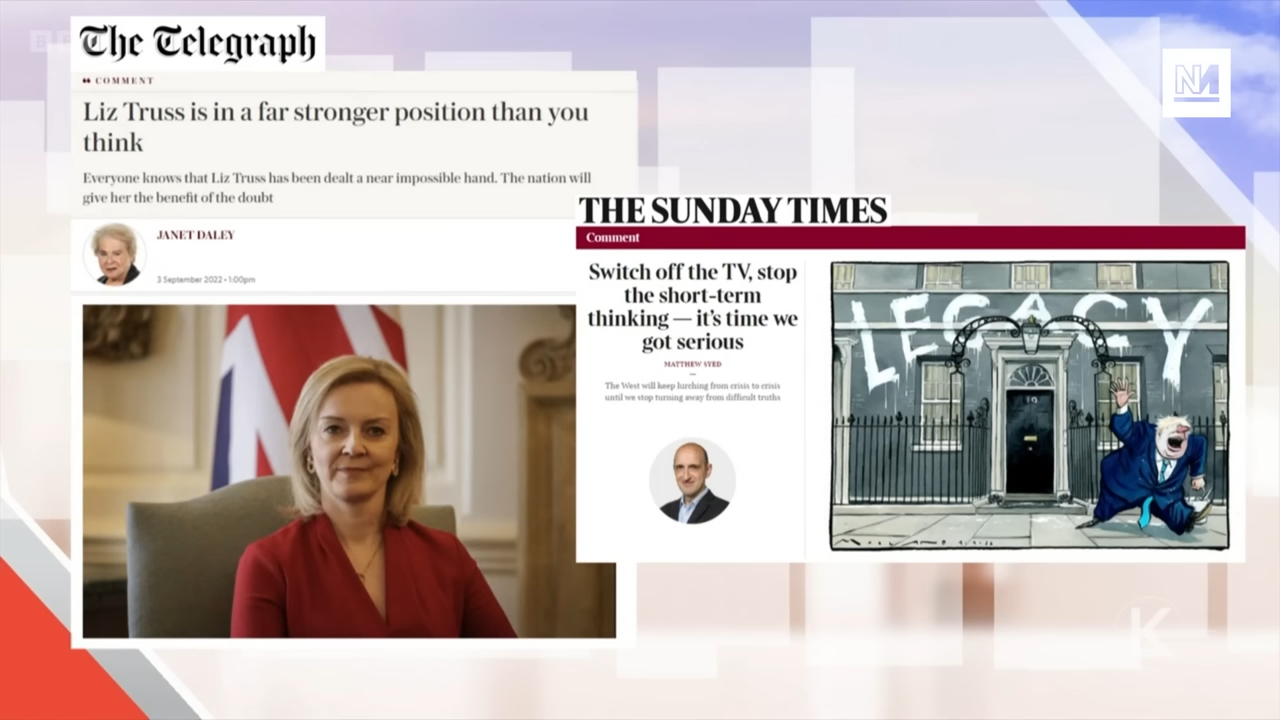 The Telegraph
COMMENT
Liz Truss is in a far stronger position than you
think
Everyone knows that Liz Truss has been dealt a near impossible hand. The nation will
give her the benefit of the doubt
JANET DALEY
3 September 2022 • 1:00pm
THE SUNDAY TIMES
Comment
Switch off the TV, stop
the short-term
thinking — it's time we
got serious
MATTHEW SYED
The West will keep lurching from crisis to crisis
until we stop turning away from difficult truths
LEGACY
10
NM
K